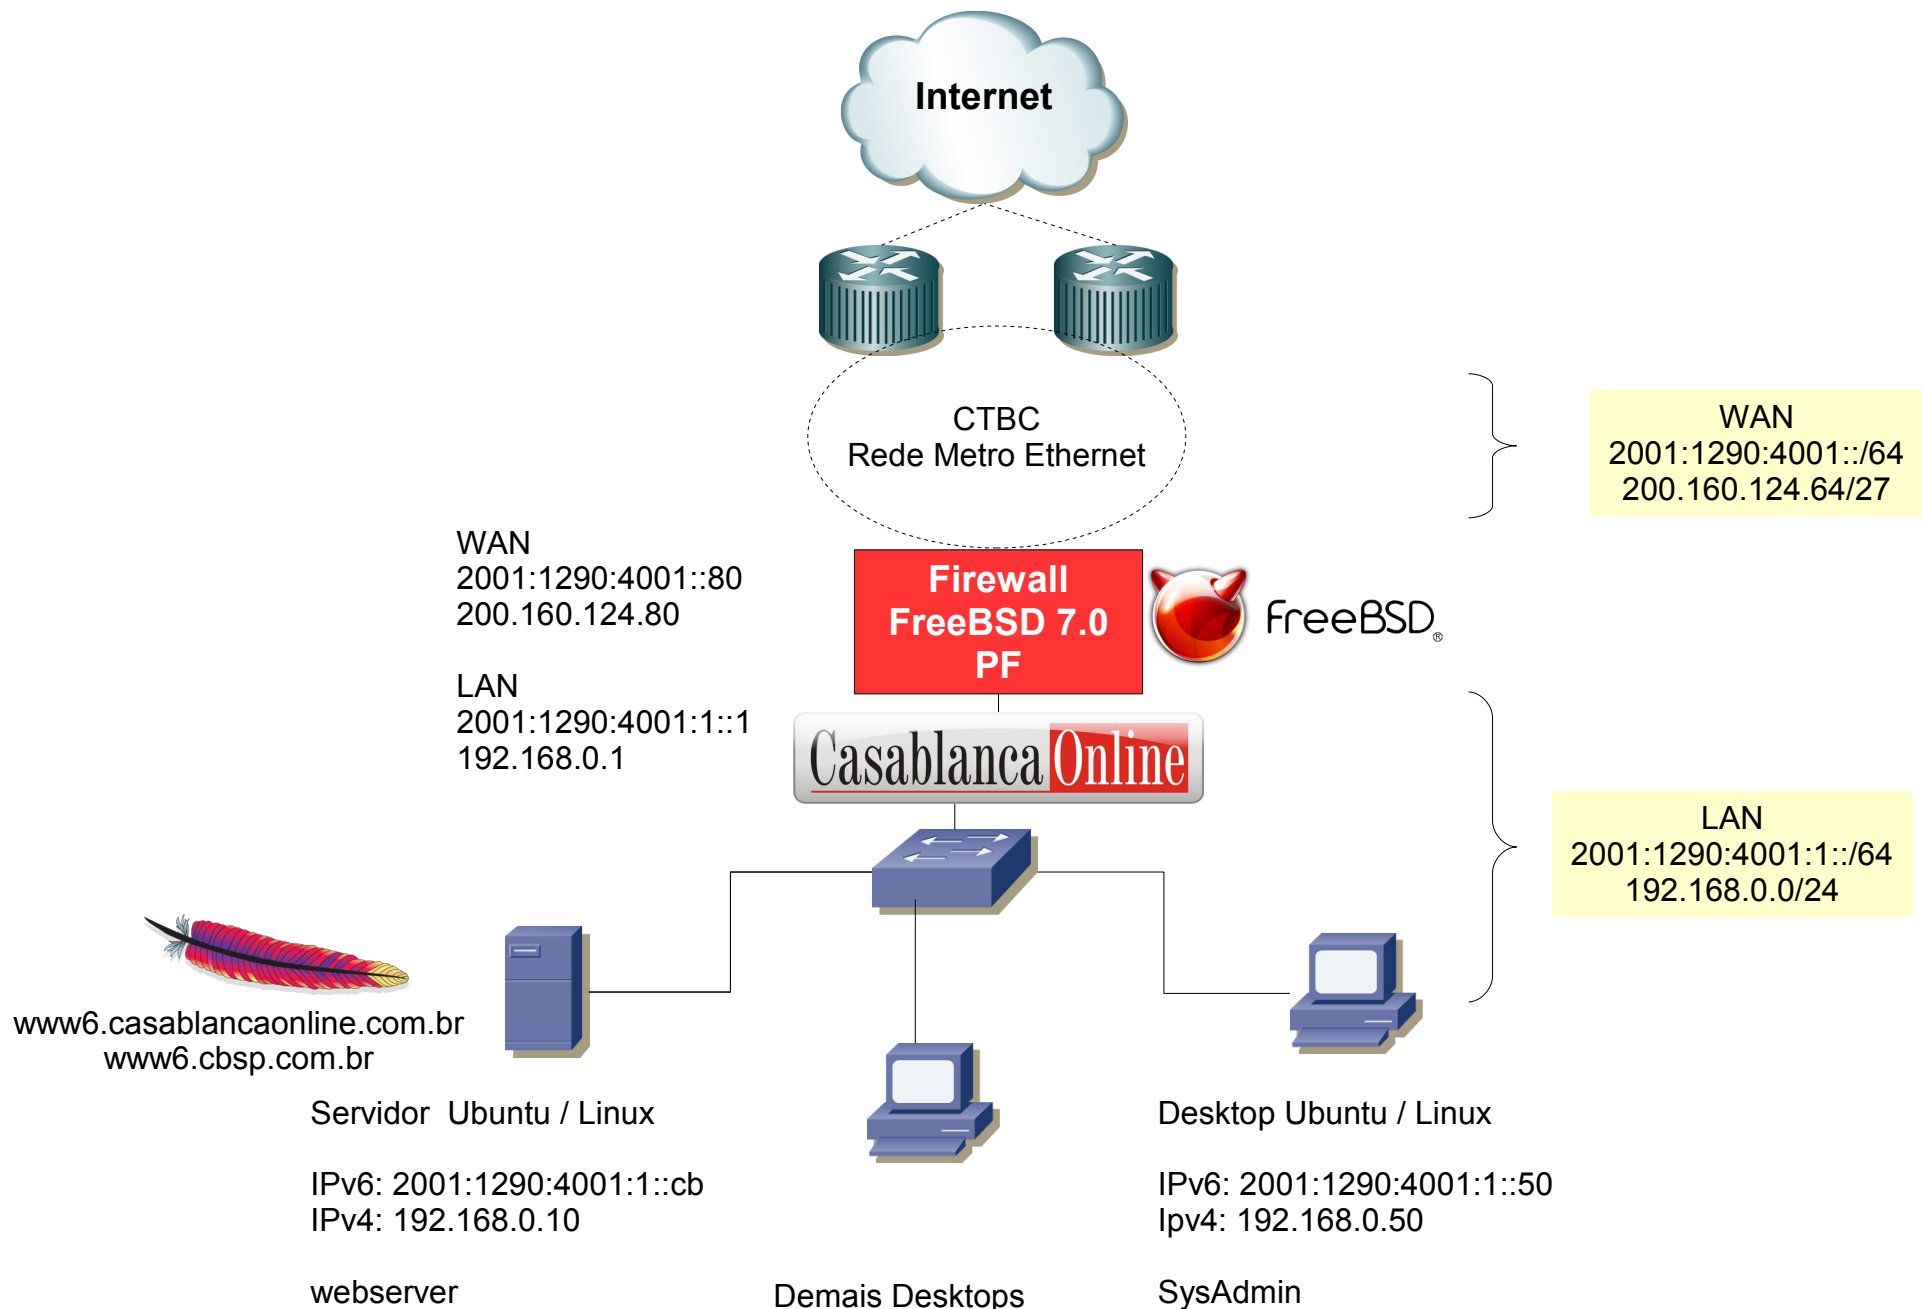 Internet
CTBC
Rede Metro Ethernet
WAN
2001:1290:4001::/64
200.160.124.64/27
WAN
2001:1290:4001::80
200.160.124.80
LAN
2001:1290:4001:1::1
192.168.0.1
Firewall
FreeBSD 7.0
PF
FreeBSD®
Casablanca Online
LAN
2001:1290:4001:1::/64
192.168.0.0/24
www6.casablancaonline.com.br
www6.cbsp.com.br
Servidor  Ubuntu / Linux
IPv6: 2001:1290:4001:1::cb
IPv4: 192.168.0.10
webserver
Demais Desktops
Desktop Ubuntu / Linux
IPv6: 2001:1290:4001:1::50
Ipv4: 192.168.0.50
SysAdmin